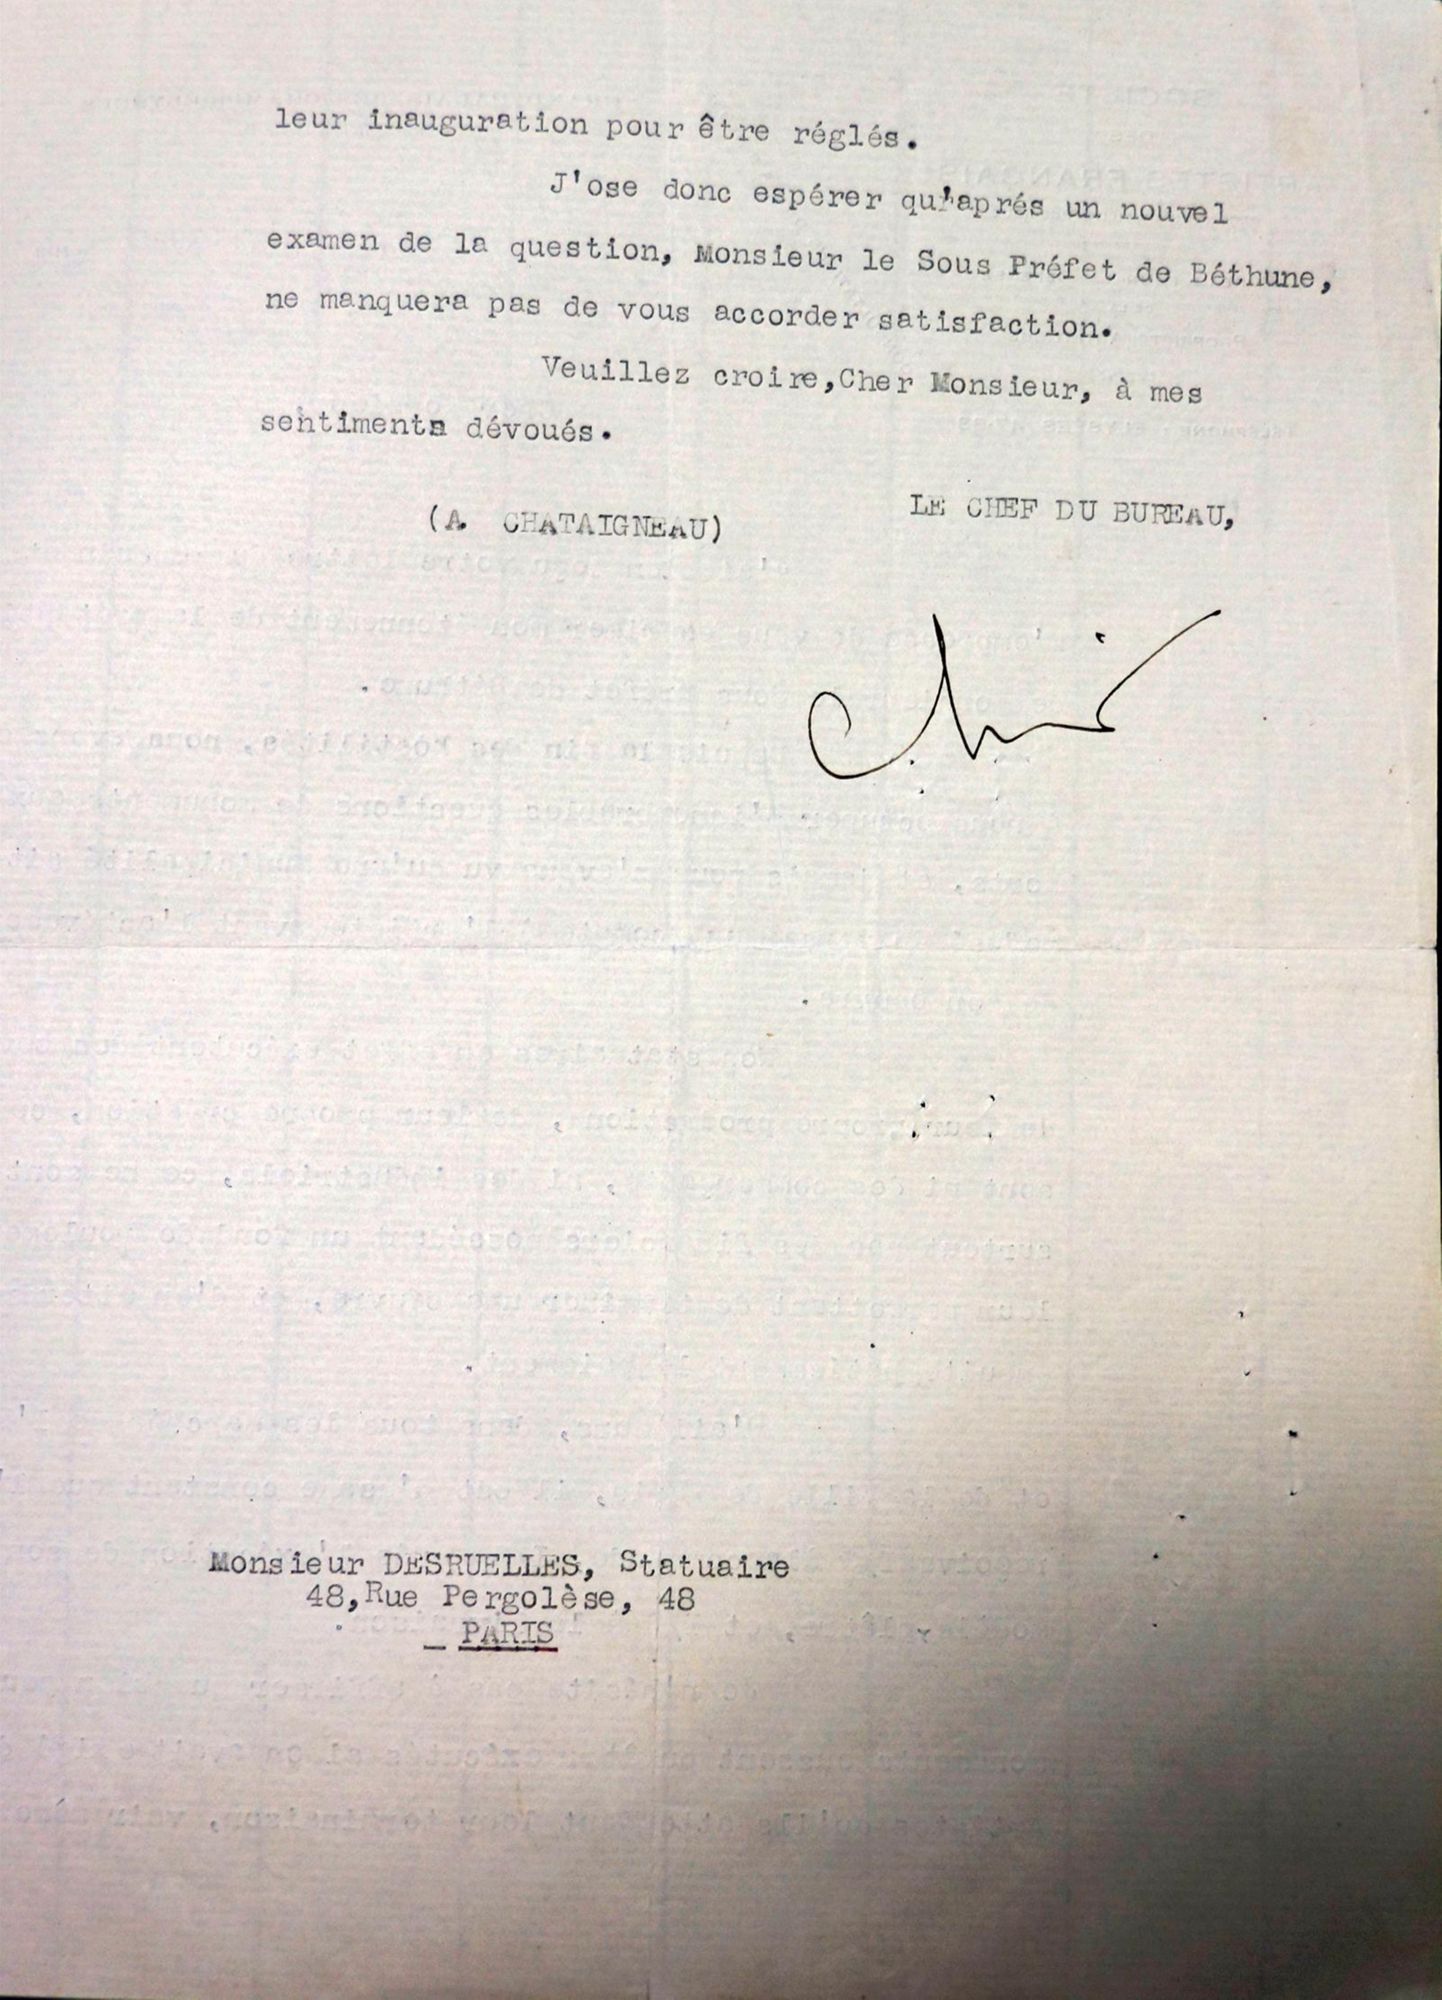 leur inauguration pour être réglés.
J'ose donc espérer qu'aprés un nouvel
examen de la question, Monsieur le Sous Préfet de Béthune,
ne manquera pas de vous accorder satisfaction.
Veuillez croire,Cher Monsieur, à mes
sentiments dévoués.
LE CHEF DU BUREAU,
(A. CHATAIGNEAU)
Monsieur DESRUELLES, Statuaire
48,Rue Pergolèse, 48
_ PARIS